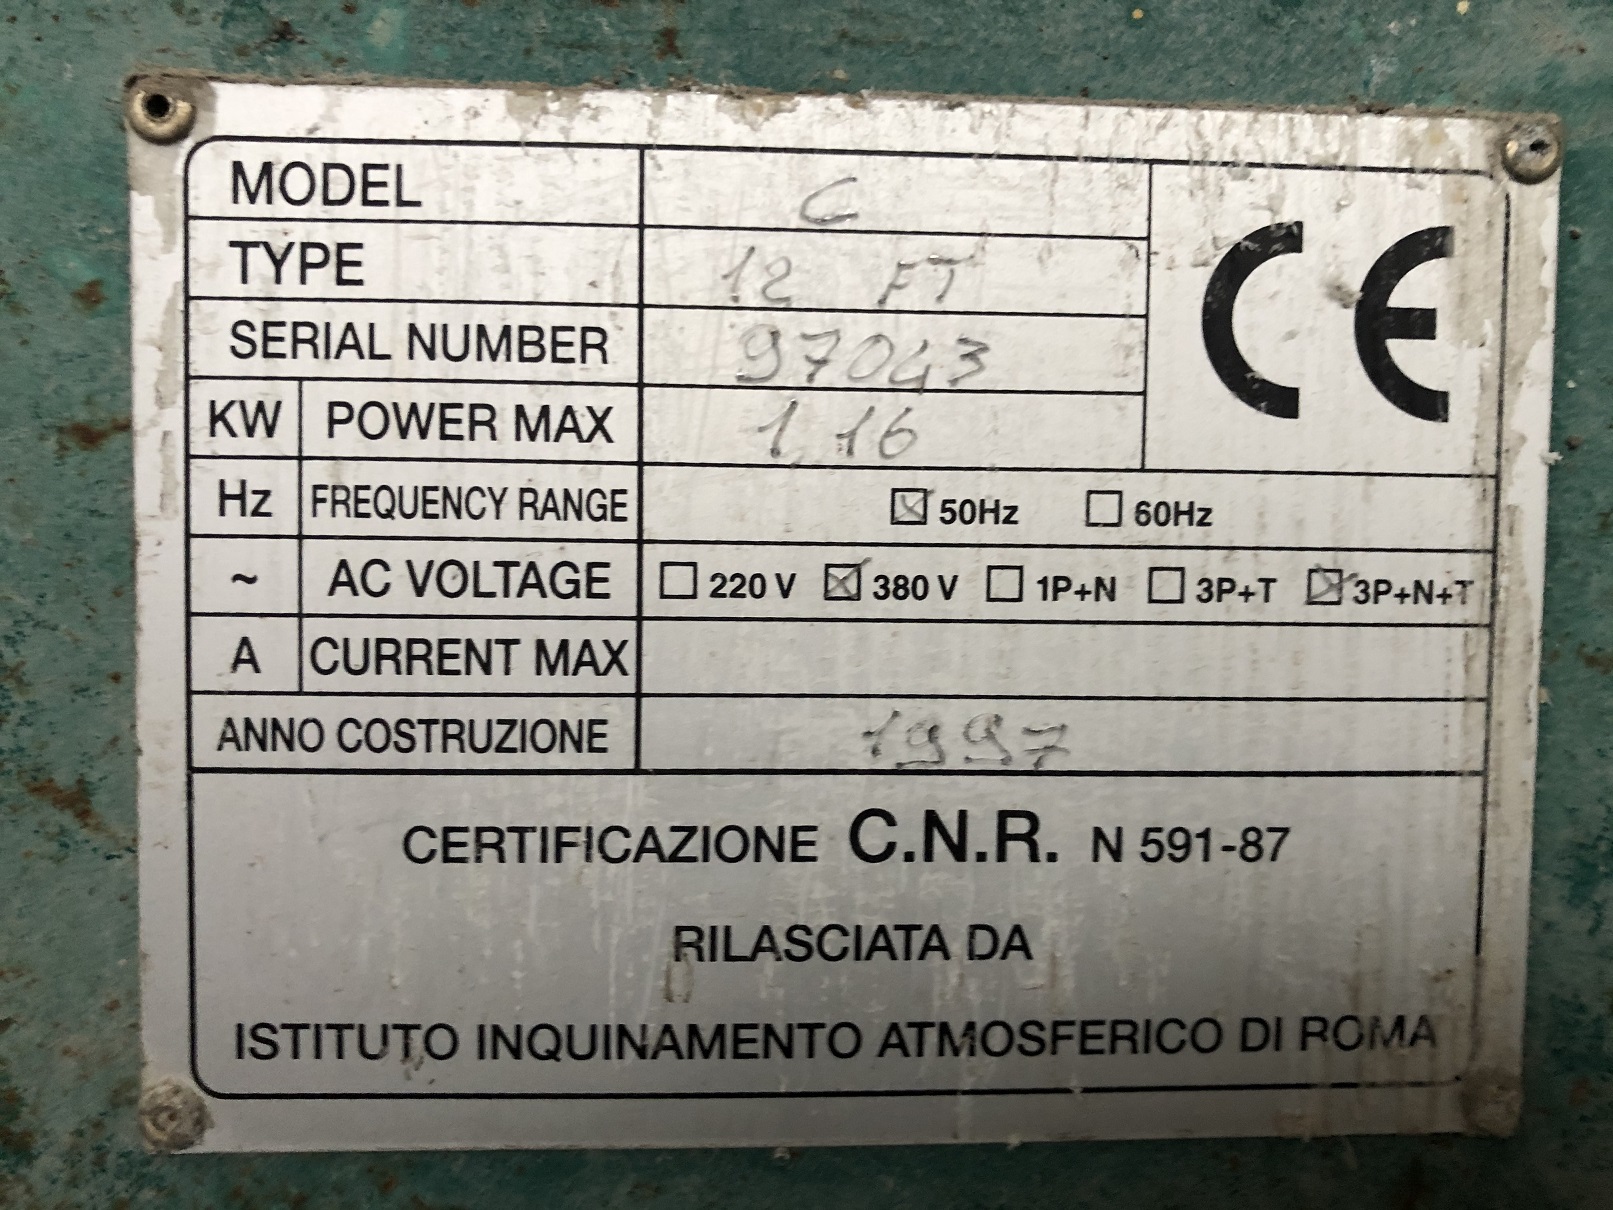 MODEL C
TYPE 12 FT
SERIAL NUMBER 97043
KW POWER MAX 1,16
Hz FREQUENCY RANGE 50Hz 60Hz
~ AC VOLTAGE 220 V 380 V 1P+N 3P+T 3P+N+T
A CURRENT MAX
ANNO COSTRUZIONE 1997
CE
CERTIFICAZIONE C.N.R. N 591-87
RILASCIATA DA
ISTITUTO INQUINAMENTO ATMOSFERICO DI ROMA